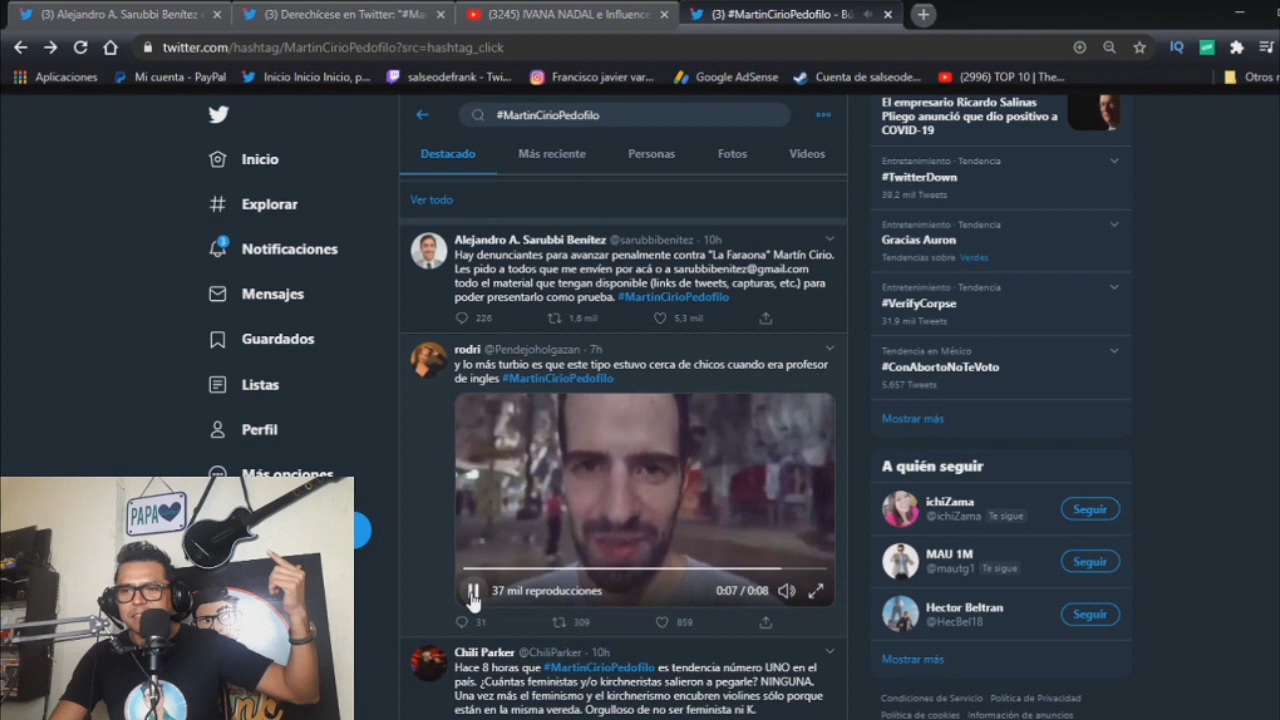 (3) Alejandro A. Sarubbi Benítez e
(3) Derechícese en Twitter: "#Ma
(3245) IVANA NADAL e Influence
(3) #MartinCirioPedofilo - Bú
twitter.com/hashtag/MartinCirioPedofilo?src=hashtag_click
IQ
Aplicaciones
Mi cuenta - PayPal
Inicio Inicio Inicio, p...
salseodefrank - Twi...
Francisco javier var...
Google AdSense
Cuenta de salseode...
(2996) TOP 10 | The...
Otros
#MartinCirioPedofilo
Destacado
Más reciente
Personas
Fotos
Videos
Inicio
Explorar
3
Notificaciones
Mensajes
Guardados
Listas
Perfil
Más opciones
Ver todo
Alejandro A. Sarubbi Benítez @sarubbibenitez · 10h
Hay denunciantes para avanzar penalmente contra "La Faraona" Martín Cirio.
Les pido a todos que me envíen por acá o a sarubbibenitez@gmail.com
todo el material que tengan disponible (links de tweets, capturas, etc.) para
poder presentarlo como prueba. #MartinCirioPedofilo
226
1,6 mil
5,3 mil
rodri @Pendejoholgazan · 7h
y lo más turbio es que este tipo estuvo cerca de chicos cuando era profesor
de ingles #MartinCirioPedofilo
37 mil reproducciones
0:07 / 0:08
31
309
859
Chili Parker @ChiliParker · 10h
Hace 8 horas que #MartinCirioPedofilo es tendencia número UNO en el
país. ¿Cuántas feministas y/o kirchneristas salieron a pegarle? NINGUNA.
Una vez más el feminismo y el kirchnerismo encubren violines sólo porque
están en la misma vereda. Orgulloso de no ser feminista ni K.
El empresario Ricardo Salinas
Pliego anunció que dio positivo a
COVID-19
Entretenimiento · Tendencia
#TwitterDown
39,2 mil Tweets
Entretenimiento · Tendencia
Gracias Auron
Tendencias sobre Verdes
Entretenimiento · Tendencia
#VerifyCorpse
31,9 mil Tweets
Tendencia en México
#ConAbortoNoTeVoto
5.657 Tweets
Mostrar más
A quién seguir
ichiZama
@ichiZama Te sigue
Seguir
MAU 1M
@mautg1 Te sigue
Seguir
Hector Beltran
@HecBel18
Seguir
Mostrar más
Condiciones de Servicio Política de Privacidad
Política de cookies Información de anuncios
PAPA